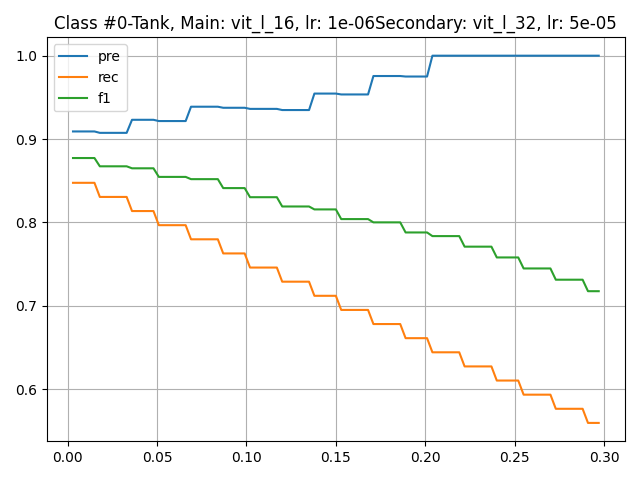 Class #0-Tank, Main: vit_l_16, lr: 1e-06Secondary: vit_l_32, lr: 5e-05
pre
rec
f1
1.0
0.9
0.8
0.7
0.6
0.00 0.05 0.10 0.15 0.20 0.25 0.30